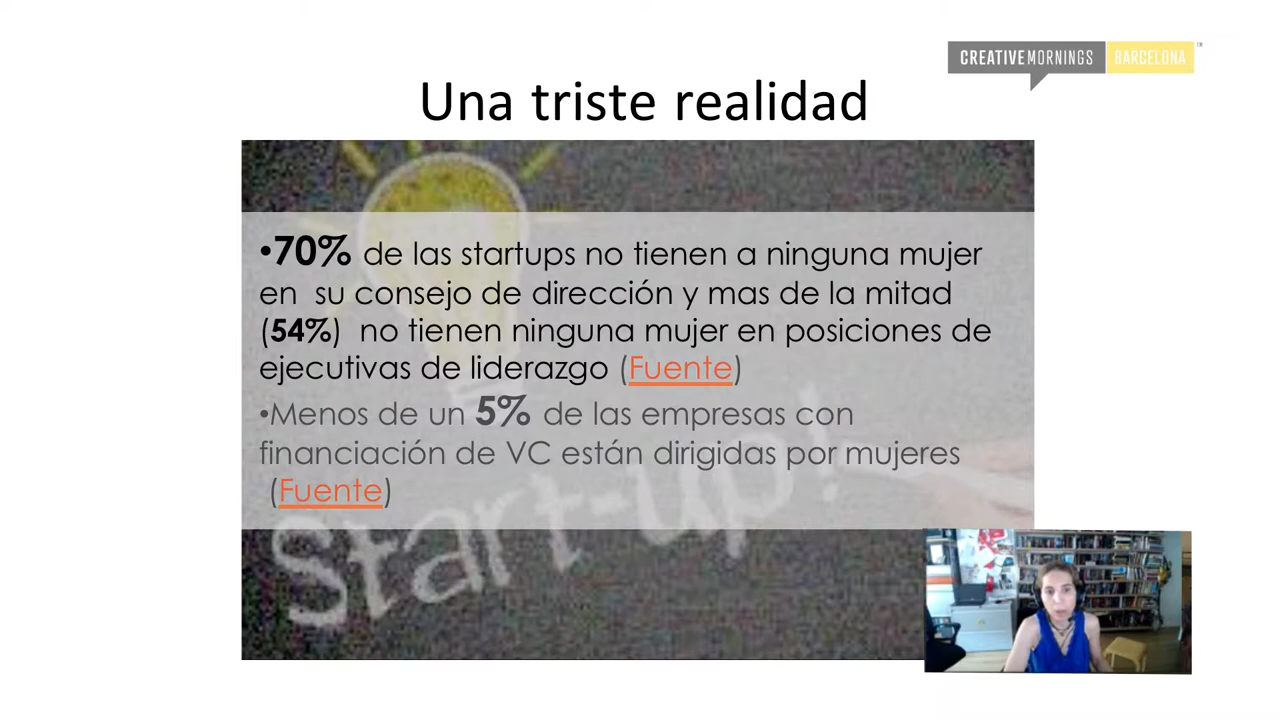 CREATIVEMORNINGS BARCELONA ™
Una triste realidad
•70% de las startups no tienen a ninguna mujer
en su consejo de dirección y mas de la mitad
(54%) no tienen ninguna mujer en posiciones de
ejecutivas de liderazgo (Fuente)
•Menos de un 5% de las empresas con
financiación de VC están dirigidas por mujeres
(Fuente)
Start-up!